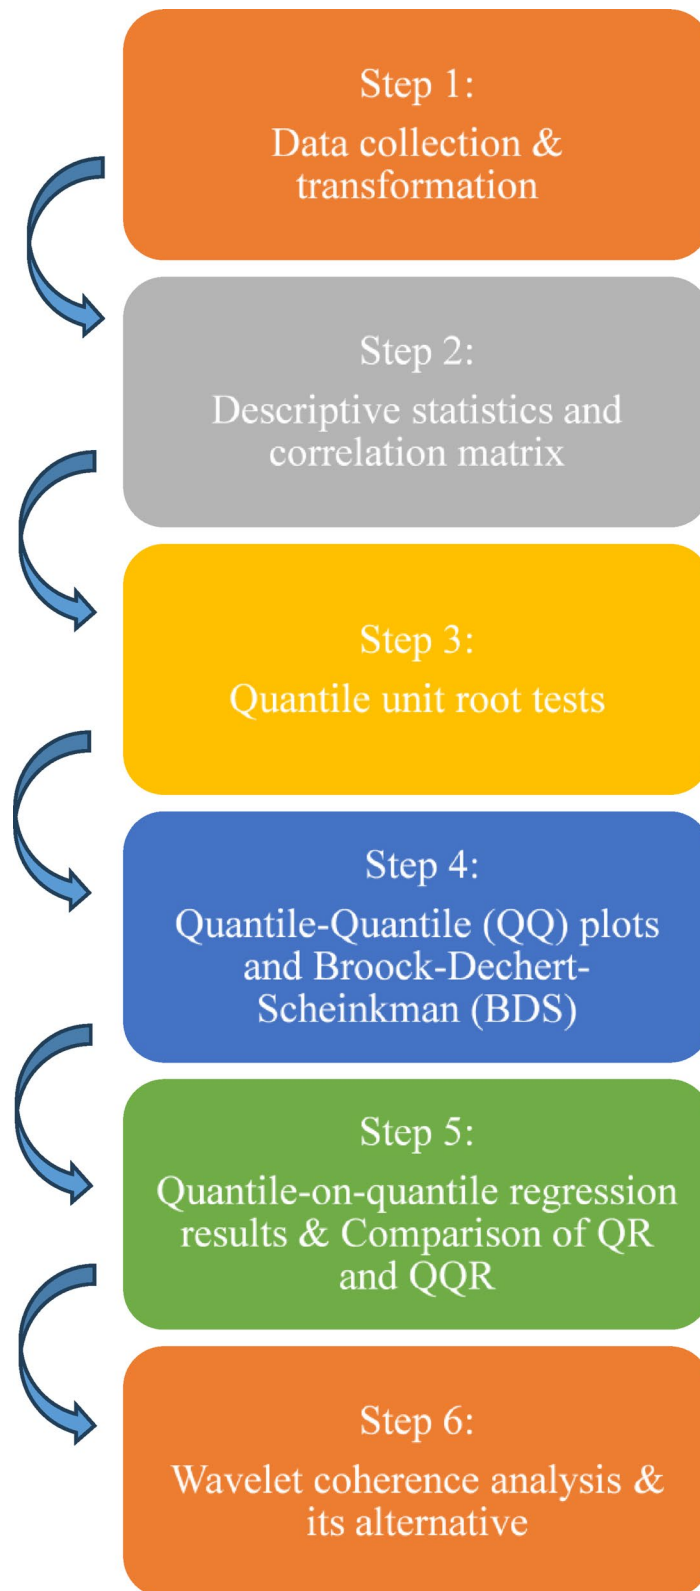 Step 1:
Data collection &
transformation
Step 2:
Descriptive statistics and
correlation matrix
Step 3:
Quantile unit root tests
Step 4:
Quantile-Quantile (QQ) plots
and Broock-Dechert-
Scheinkman (BDS)
Step 5:
Quantile-on-quantile regression
results & Comparison of QR
and QQR
Step 6:
Wavelet coherence analysis &
its alternative